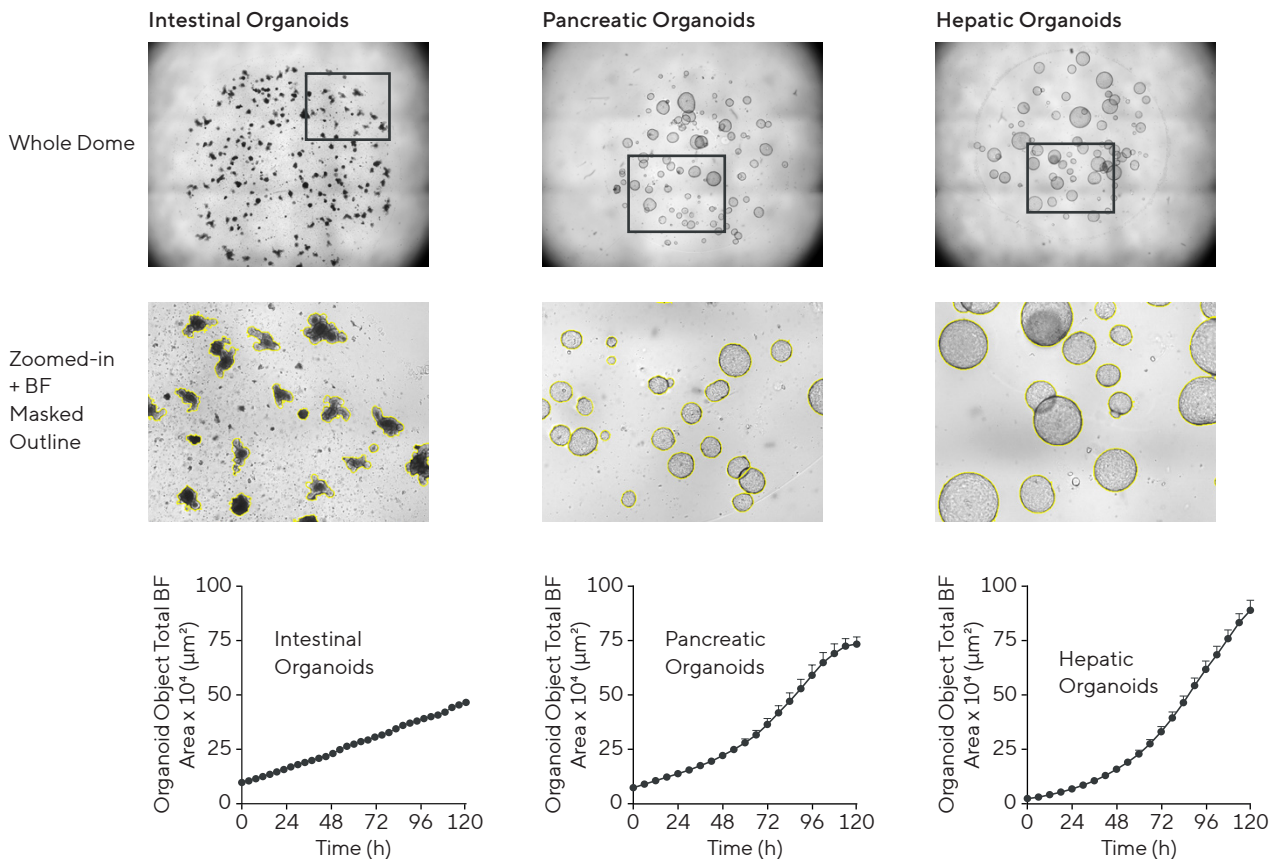 Intestinal Organoids
Pancreatic Organoids
Hepatic Organoids
Whole Dome
Zoomed-in
+ BF
Masked
Outline
Organoid Object Total BF
Area x 10⁴ (µm²)
100
75
50
25
0
Intestinal
Organoids
0 24 48 72 96 120
Time (h)
Organoid Object Total BF
Area x 10⁴ (µm²)
100
75
50
25
0
Pancreatic
Organoids
0 24 48 72 96 120
Time (h)
Organoid Object Total BF
Area x 10⁴ (µm²)
100
75
50
25
0
Hepatic
Organoids
0 24 48 72 96 120
Time (h)